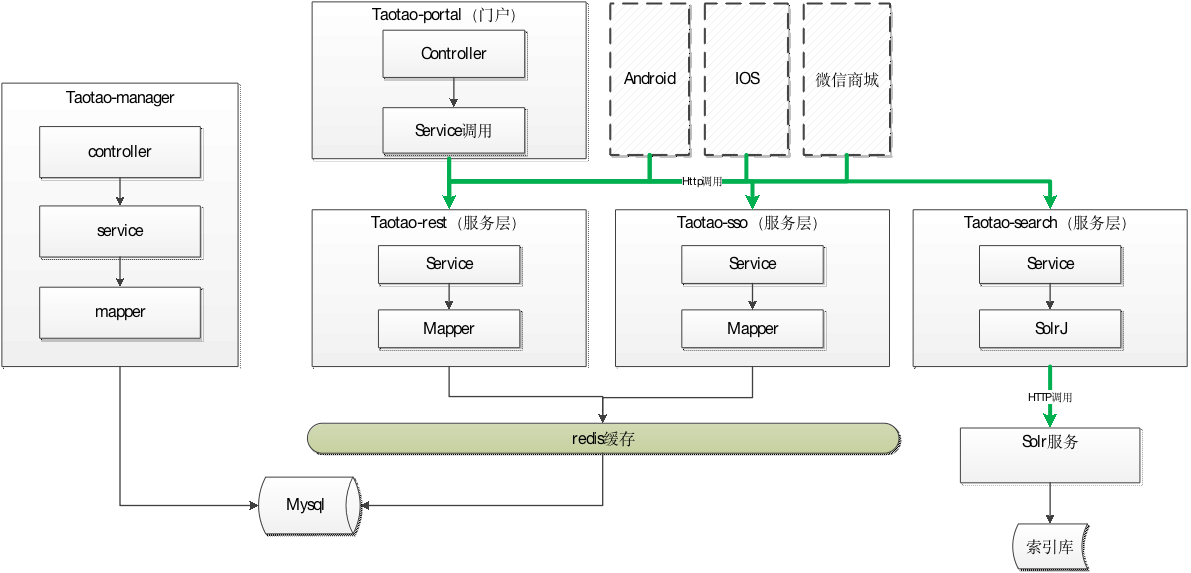 Taotao-portal（门户）
Controller
Service调用
Android
IOS
微信商城
Taotao-manager
controller
service
mapper
Http调用
Taotao-rest（服务层）
Service
Mapper
Taotao-sso（服务层）
Service
Mapper
Taotao-search（服务层）
Service
SolrJ
HTTP调用
redis缓存
Solr服务
Mysql
索引库